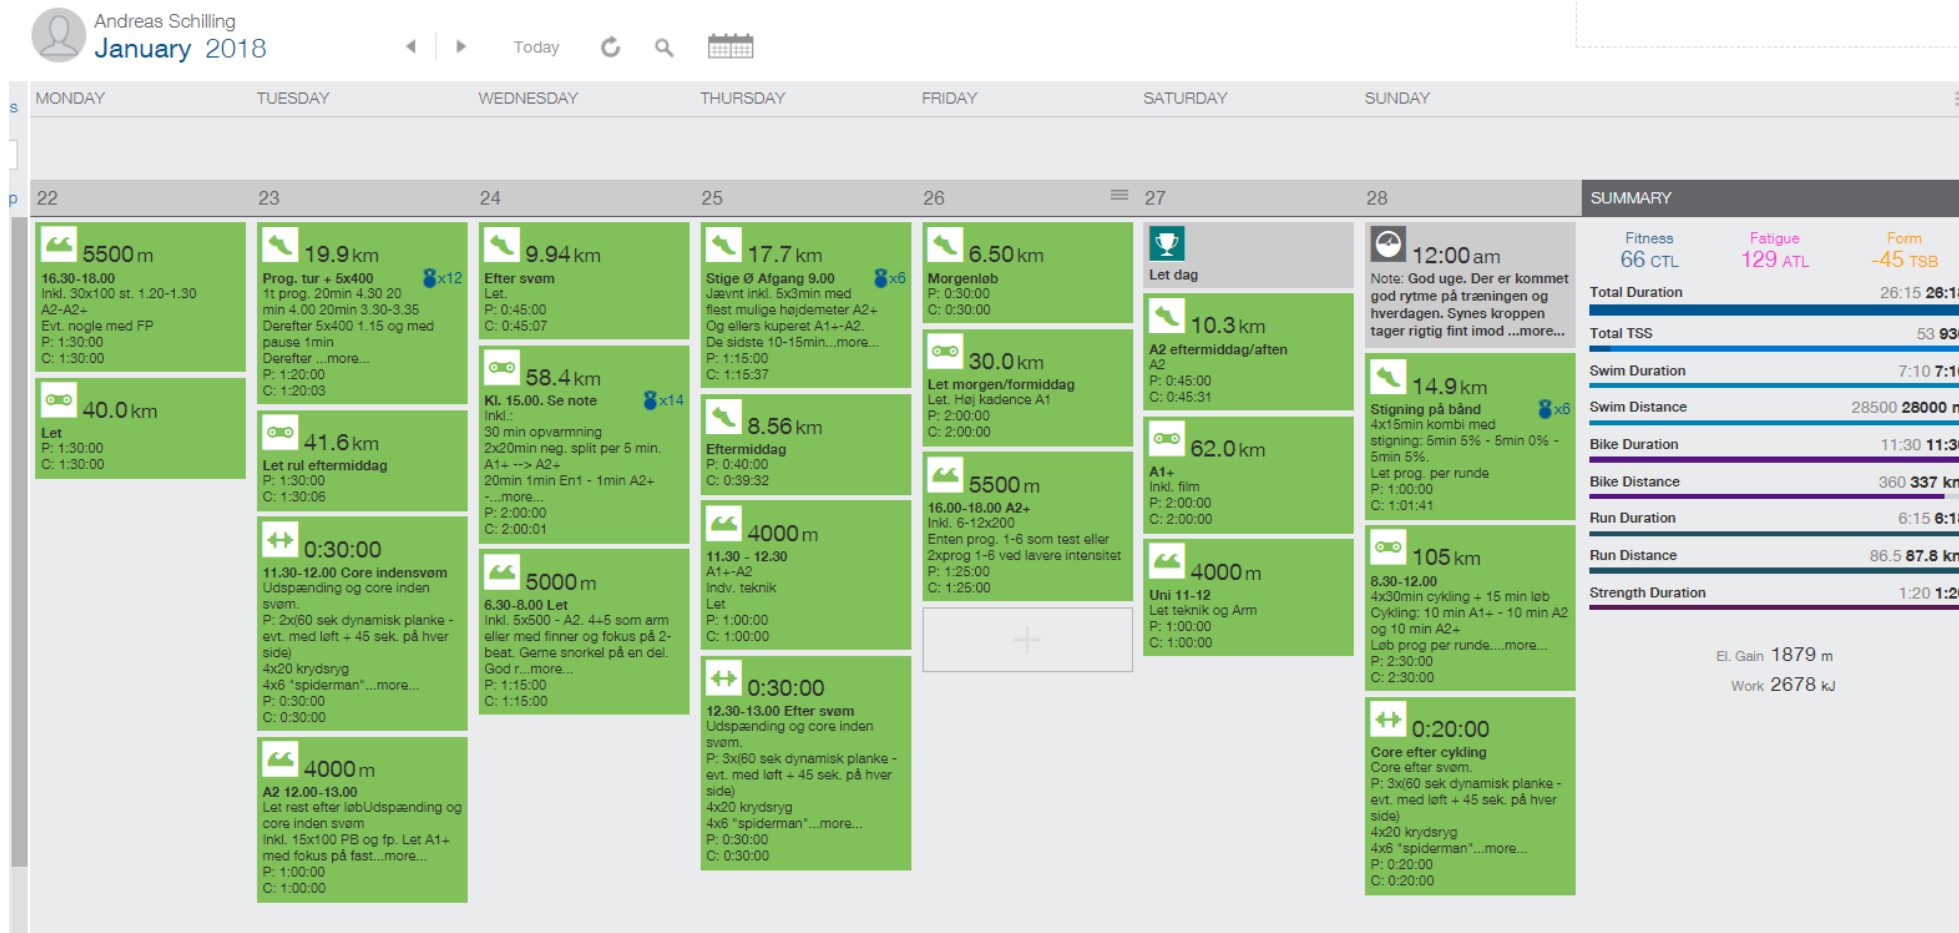 Andreas Schilling
January 2018
Today
s
p
MONDAY
TUESDAY
WEDNESDAY
THURSDAY
FRIDAY
SATURDAY
SUNDAY
22
23
24
25
26
27
28
SUMMARY
5500 m
16.30-18.00
Inkl. 30x100 st. 1.20-1.30
A2-A2+
Evt. nogle med FP
P: 1:30:00
C: 1:30:00
40.0 km
Let
P: 1:30:00
C: 1:30:00
19.9 km
Prog. tur + 5x400 x12
1t prog. 20min 4.30 20
min 4.00 20min 3.30-3.35
Derefter 5x400 1.15 og med
pause 1min
Derefter ...more...
P: 1:20:00
C: 1:20:03
41.6 km
Let rul eftermiddag
P: 1:30:00
C: 1:30:06
0:30:00
11.30-12.00 Core indensvøm
Udspænding og core inden
svøm.
P: 2x(60 sek dynamisk planke -
evt. med løft + 45 sek. på hver
side)
4x20 krydsryg
4x6 "spiderman"...more...
P: 0:30:00
C: 0:30:00
4000 m
A2 12.00-13.00
Let rest efter løbUdspænding og
core inden svøm
Inkl. 15x100 PB og fp. Let A1+
med fokus på fast...more...
P: 1:00:00
C: 1:00:00
9.94 km
Efter svøm
Let.
P: 0:45:00
C: 0:45:07
58.4 km
Kl. 15.00. Se note x14
Inkl.:
30 min opvarmning
2x20min neg. split per 5 min.
A1+ --> A2+
20min 1min En1 - 1min A2+
-...more...
P: 2:00:00
C: 2:00:01
5000 m
6.30-8.00 Let
Inkl. 5x500 - A2. 4+5 som arm
eller med finner og fokus på 2-
beat. Gerne snorkel på en del.
God r...more...
P: 1:15:00
C: 1:15:00
17.7 km
Stige Ø Afgang 9.00 x6
Jævnt inkl. 5x3min med
flest mulige højdemeter A2+
Og ellers kuperet A1+-A2.
De sidste 10-15min...more...
P: 1:15:00
C: 1:15:37
8.56 km
Eftermiddag
P: 0:40:00
C: 0:39:32
4000 m
11.30 - 12.30
A1+-A2
Indv. teknik
Let
P: 1:00:00
C: 1:00:00
0:30:00
12.30-13.00 Efter svøm
Udspænding og core inden
svøm.
P: 3x(60 sek dynamisk planke -
evt. med løft + 45 sek. på hver
side)
4x20 krydsryg
4x6 "spiderman"...more...
P: 0:30:00
C: 0:30:00
6.50 km
Morgenløb
P: 0:30:00
C: 0:30:00
30.0 km
Let morgen/formiddag
Let. Høj kadence A1
P: 2:00:00
C: 2:00:00
5500 m
16.00-18.00 A2+
Inkl. 6-12x200
Enten prog. 1-6 som test eller
2xprog 1-6 ved lavere intensitet
P: 1:25:00
C: 1:25:00
Let dag
10.3 km
A2 eftermiddag/aften
A2
P: 0:45:00
C: 0:45:31
62.0 km
A1+
Inkl. film
P: 2:00:00
C: 2:00:00
4000 m
Uni 11-12
Let teknik og Arm
P: 1:00:00
C: 1:00:00
12:00 am
Note: God uge. Der er kommet
god rytme på træningen og
hverdagen. Synes kroppen
tager rigtig fint imod ...more...
14.9 km
Stigning på bånd x6
4x15min kombi med
stigning: 5min 5% - 5min 0% -
5min 5%.
Let prog. per runde
P: 1:00:00
C: 1:01:41
105 km
8.30-12.00
4x30min cykling + 15 min løb
Cykling: 10 min A1+ - 10 min A2
og 10 min A2+
Løb prog per runde....more...
P: 2:30:00
C: 2:30:00
0:20:00
Core efter cykling
Core efter svøm.
P: 3x(60 sek dynamisk planke -
evt. med løft + 45 sek. på hver
side)
4x20 krydsryg
4x6 "spiderman"...more...
P: 0:20:00
C: 0:20:00
Fitness Fatigue Form
66 CTL 129 ATL -45 TSB
Total Duration 26:15 26:18
Total TSS 53
Swim Duration 7:10 7:10
Swim Distance 28500 28000 m
Bike Duration 11:30 11:30
Bike Distance 360 337 km
Run Duration 6:15 6:18
Run Distance 86.5 87.8 km
Strength Duration 1:20 1:20
El. Gain 1879 m
Work 2678 kJ